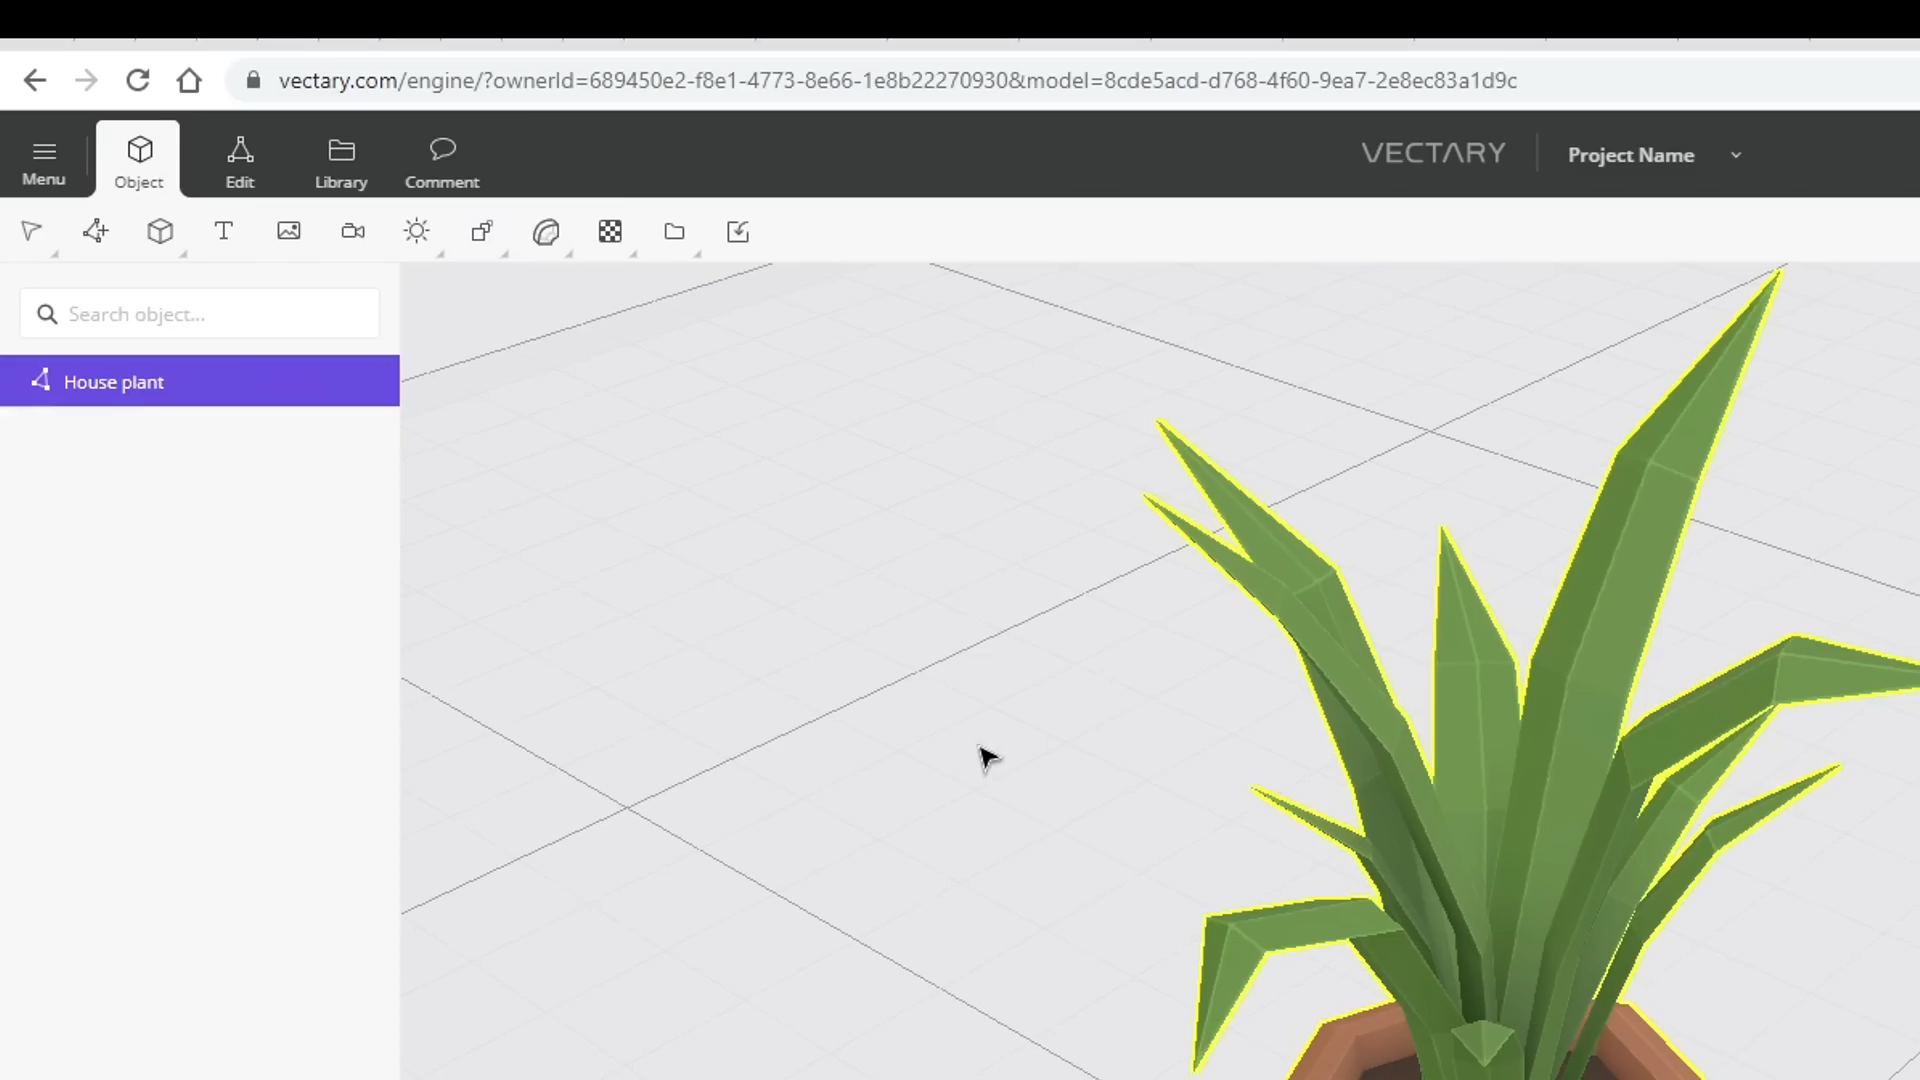 vectary.com/engine/?ownerId=689450e2-f8e1-4773-8e66-1e8b22270930&model=8cde5acd-d768-4f60-9ea7-2e8ec83a1d9c
Menu
Object
Edit
Library
Comment
VECTARY
Project Name
T
Search object...
House plant